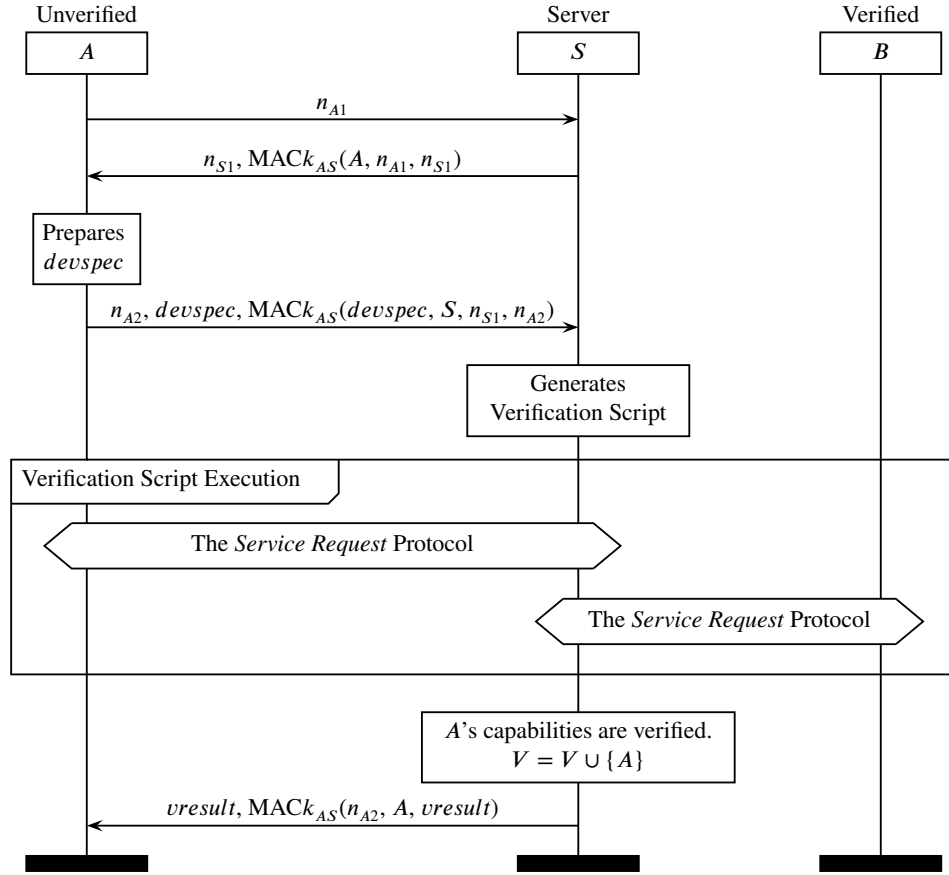 Unverified Server Verified
A S B
n_{A1}
n_{S1}, MACk_{AS}(A, n_{A1}, n_{S1})
Prepares
devspec
n_{A2}, devspec, MACk_{AS}(devspec, S, n_{S1}, n_{A2})
Generates
Verification Script
Verification Script Execution
The Service Request Protocol
The Service Request Protocol
A’s capabilities are verified.
V = V ∪ {A}
vresult, MACk_{AS}(n_{A2}, A, vresult)